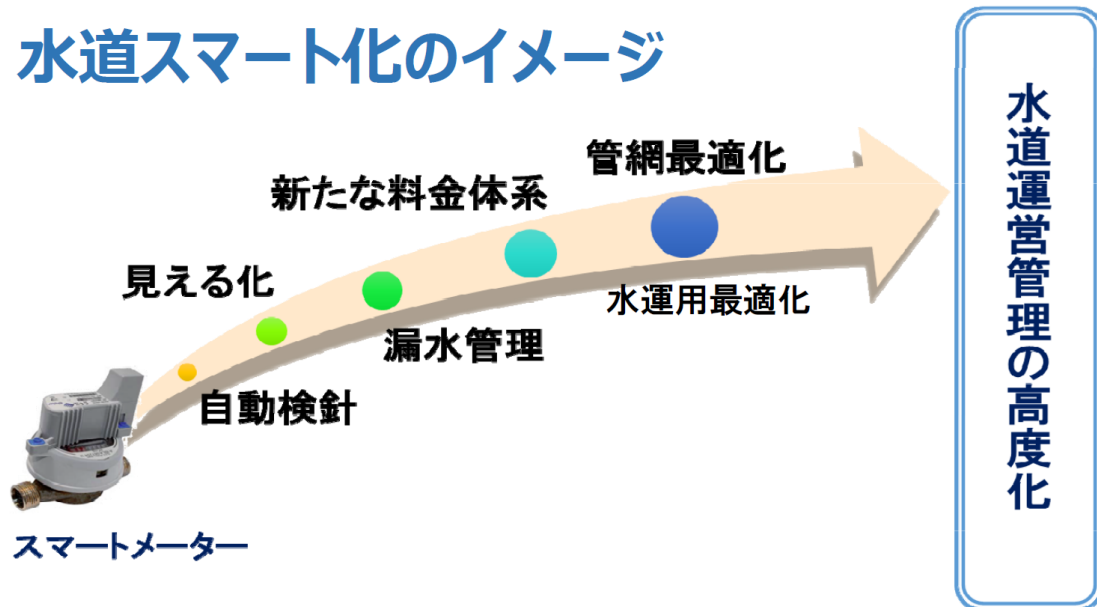 水道スマート化のイメージ
管網最適化
新たな料金体系
見える化
水運用最適化
漏水管理
自動検針
スマートメーター
水道運営管理の高度化